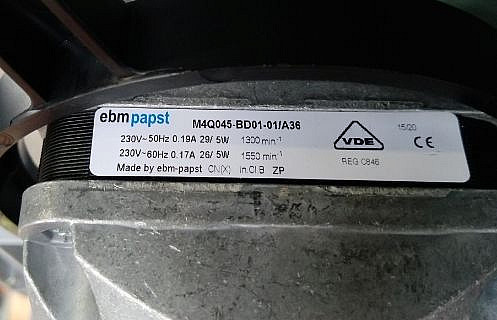 ebmpapst M4Q045-BD01-01/A36
230V~50Hz 0.19A 29/ 5W 1300 min⁻¹
230V~60Hz 0.17A 26/ 5W 1550 min⁻¹
Made by ebm-papst CN(X) in.Cl.B ZP
VDE
REG C846
15/20
CE